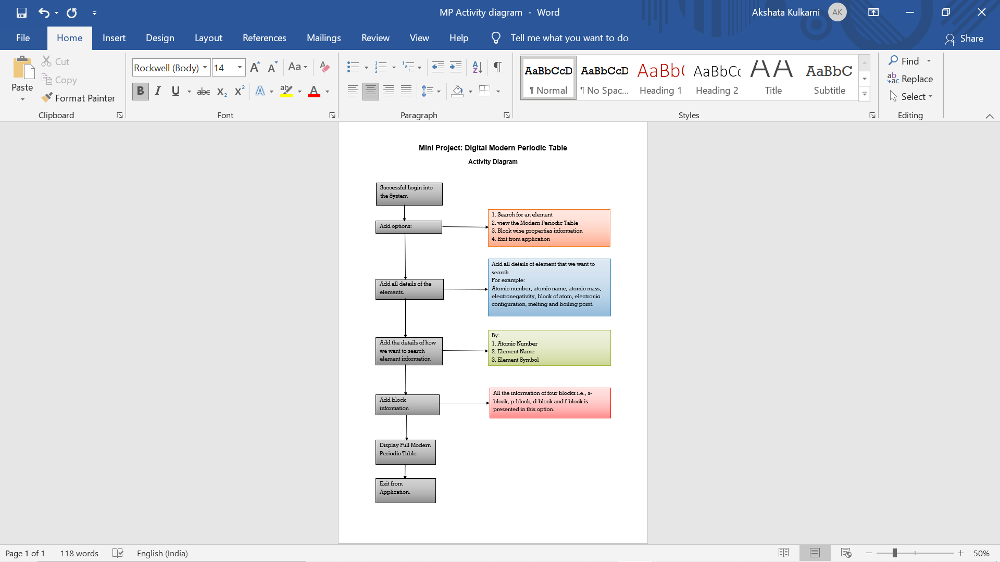 MP Activity diagram - Word
Akshata Kulkarni AK
File Home Insert Design Layout References Mailings Review View Help Tell me what you want to do Share
Paste
Cut
Copy
Format Painter
Clipboard
Rockwell (Body) 14
Font
Paragraph
AaBbCcD AaBbCcD AaBb( AaBbCc AA AaBbC
¶ Normal ¶ No Spac... Heading 1 Heading 2 Title Subtitle
Styles
Find
Replace
Select
Editing
Mini Project: Digital Modern Periodic Table
Activity Diagram
Successful Login into
the System
Add options:
1. Search for an element
2. view the Modern Periodic Table
3. Block wise properties information
4. Exit from application
Add all details of the
elements.
Add all details of element that we want to
search.
For example:
Atomic number, atomic name, atomic mass,
electronegativity, block of atom, electronic
configuration, melting and boiling point.
Add the details of how
we want to search
element information
By:
1. Atomic Number
2. Element Name
3. Element Symbol
Add block
information
All the information of four blocks i.e., s-
block, p-block, d-block and f-block is
presented in this option.
Display Full Modern
Periodic Table
Exit from
Application.
Page 1 of 1 118 words English (India) 50%